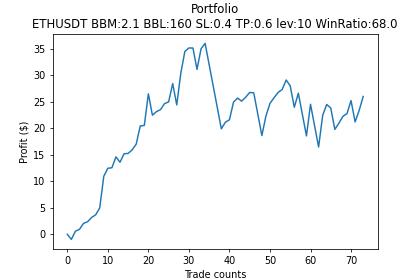 Portfolio
ETHUSDT BBM:2.1 BBL:160 SL:0.4 TP:0.6 lev:10 WinRatio:68.0
35
30
25
20
15
10
5
0
Profit ($)
0 10 20 30 40 50 60 70
Trade counts